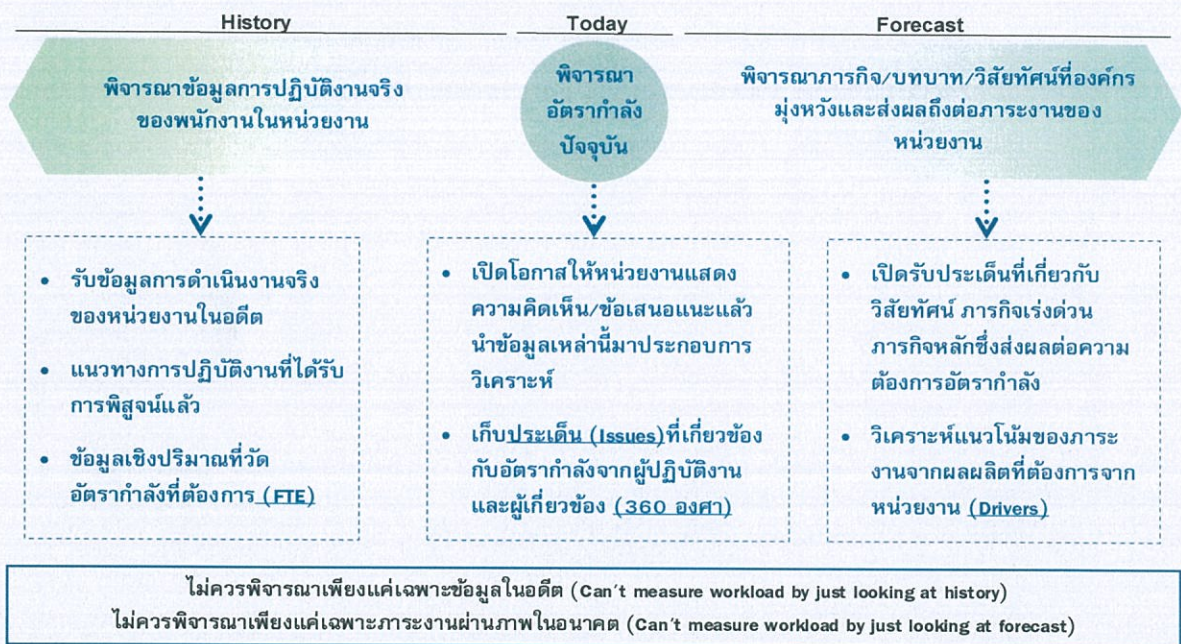 History
Today
Forecast
พิจารณาข้อมูลการปฏิบัติงานจริง
ของพนักงานในหน่วยงาน
พิจารณา
อัตรากำลัง
ปัจจุบัน
พิจารณาภารกิจ/บทบาท/วิสัยทัศน์ที่องค์กร
มุ่งหวังและส่งผลถึงต่อภาระงานของ
หน่วยงาน
• รับข้อมูลการดำเนินงานจริง
ของหน่วยงานในอดีต
• แนวทางการปฏิบัติงานที่ได้รับ
การพิสูจน์แล้ว
• ข้อมูลเชิงปริมาณที่วัด
อัตรากำลังที่ต้องการ (FTE)
• เปิดโอกาสให้หน่วยงานแสดง
ความคิดเห็น/ข้อเสนอแนะแล้ว
นำข้อมูลเหล่านี้มาประกอบการ
วิเคราะห์
• เก็บประเด็น (Issues)ที่เกี่ยวข้อง
กับอัตรากำลังจากผู้ปฏิบัติงาน
และผู้เกี่ยวข้อง (360 องศา)
• เปิดรับประเด็นที่เกี่ยวกับ
วิสัยทัศน์ ภารกิจเร่งด่วน
ภารกิจหลักซึ่งส่งผลต่อความ
ต้องการอัตรากำลัง
• วิเคราะห์แนวโน้มของภาระ
งานจากผลผลิตที่ต้องการจาก
หน่วยงาน (Drivers)
ไม่ควรพิจารณาเพียงแค่เฉพาะข้อมูลในอดีต (Can't measure workload by just looking at history)
ไม่ควรพิจารณาเพียงแค่เฉพาะภาระงานผ่านภาพในอนาคต (Can't measure workload by just looking at forecast)